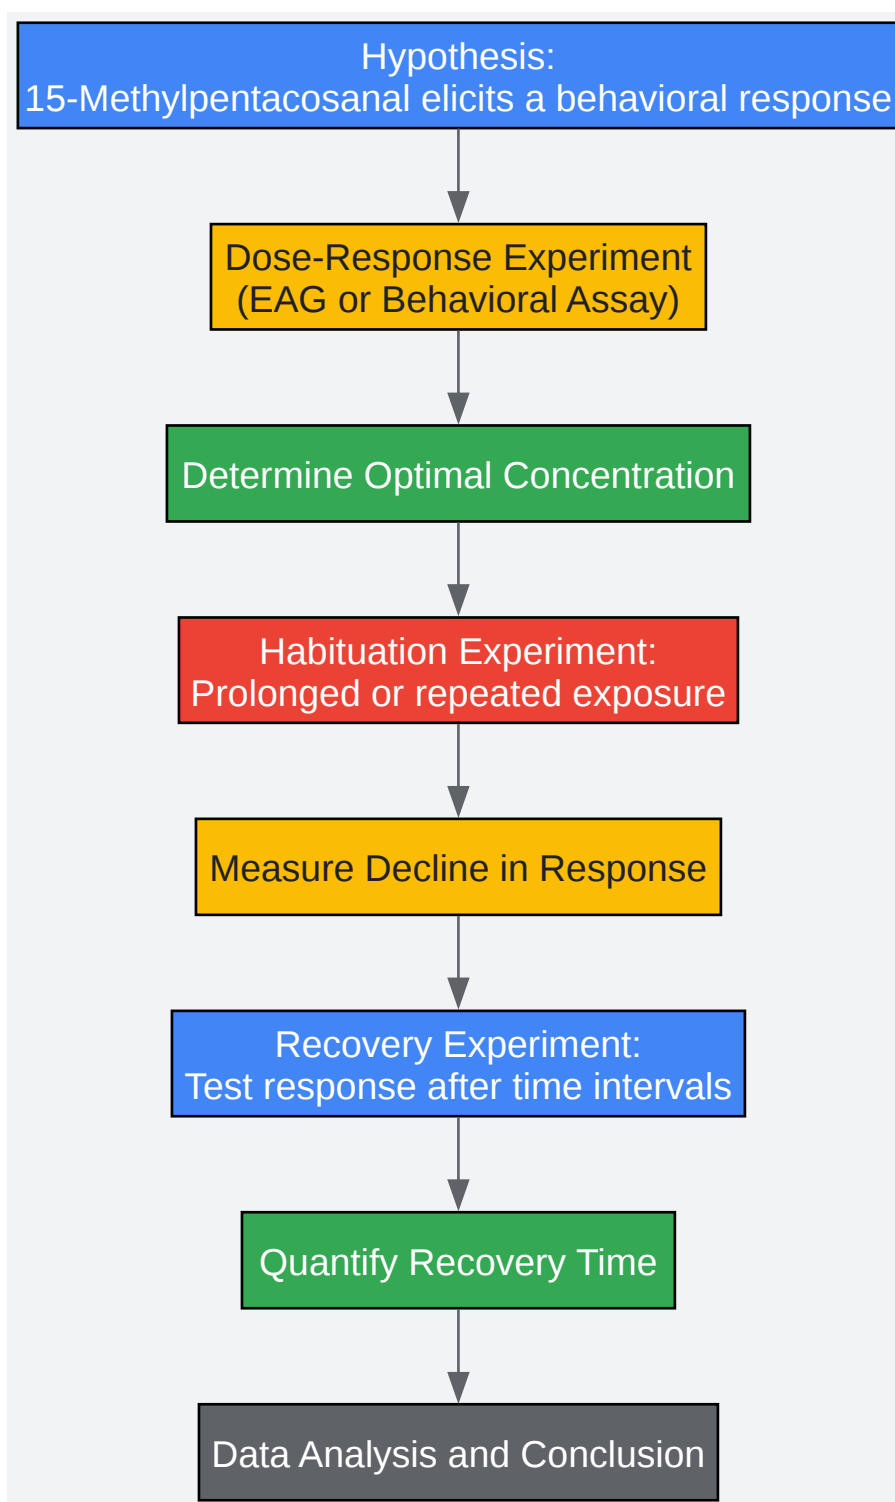 Hypothesis:
15-Methylpentacosanal elicits a behavioral response
Dose-Response Experiment
(EAG or Behavioral Assay)
Determine Optimal Concentration
Habituation Experiment:
Prolonged or repeated exposure
Measure Decline in Response
Recovery Experiment:
Test response after time intervals
Quantify Recovery Time
Data Analysis and Conclusion